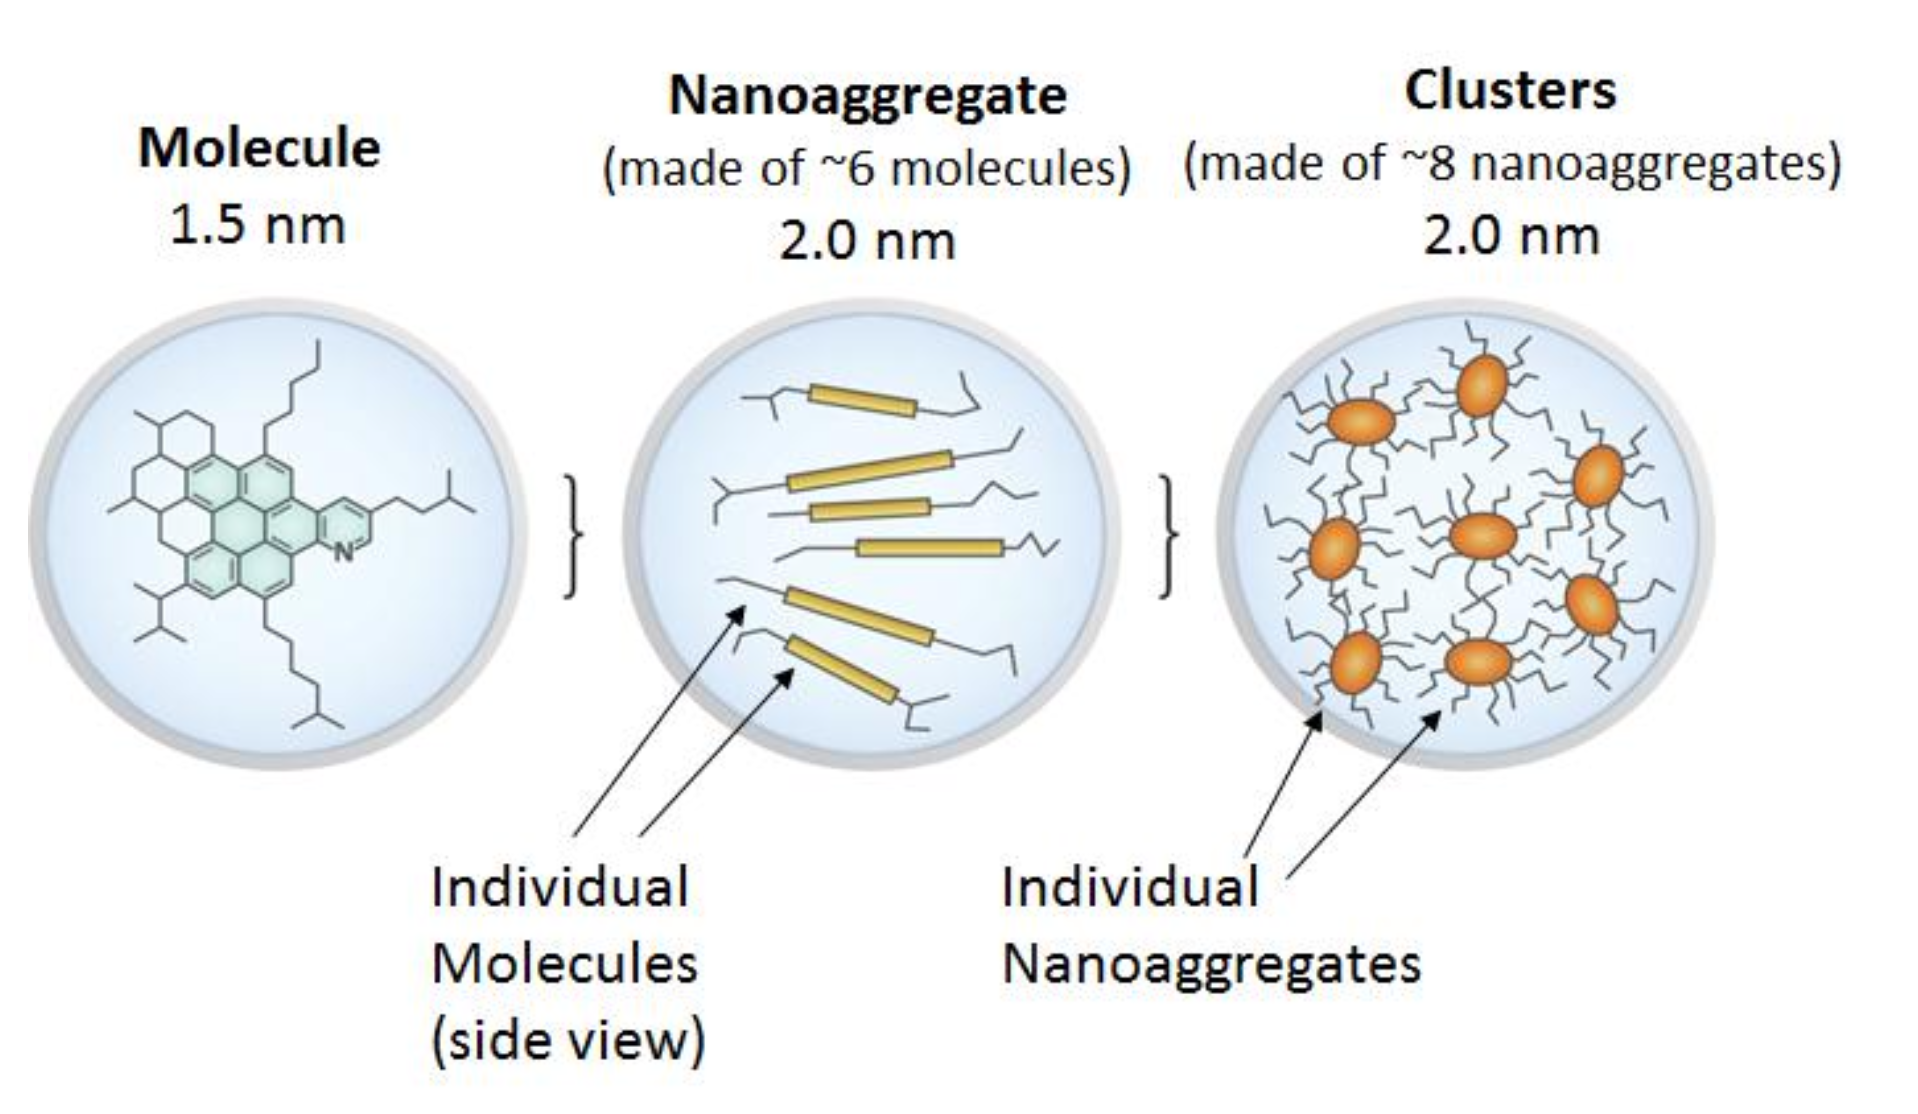 Molecule
1.5 nm
Nanoaggregate
(made of ~6 molecules)
2.0 nm
Clusters
(made of ~8 nanoaggregates)
2.0 nm
N
Individual
Molecules
(side view)
Individual
Nanoaggregates